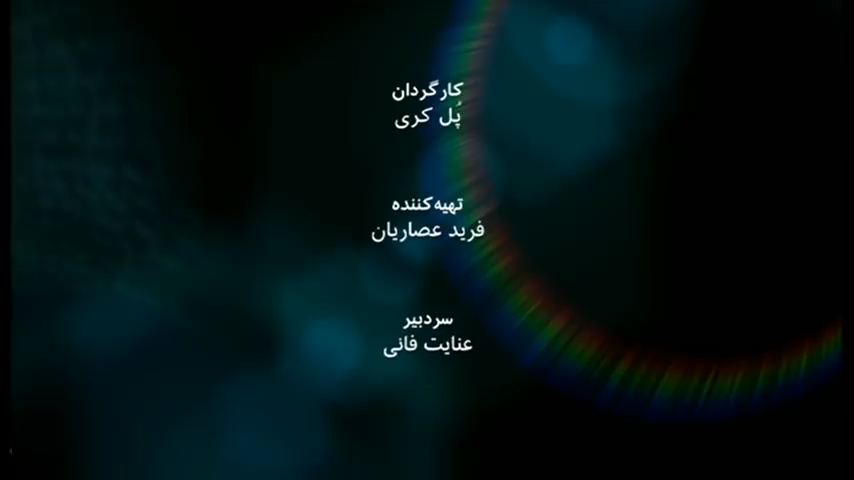 کارگردان
پُل کری
تهیه‌کننده
فرید عصاریان
سردبیر
عنایت فانی